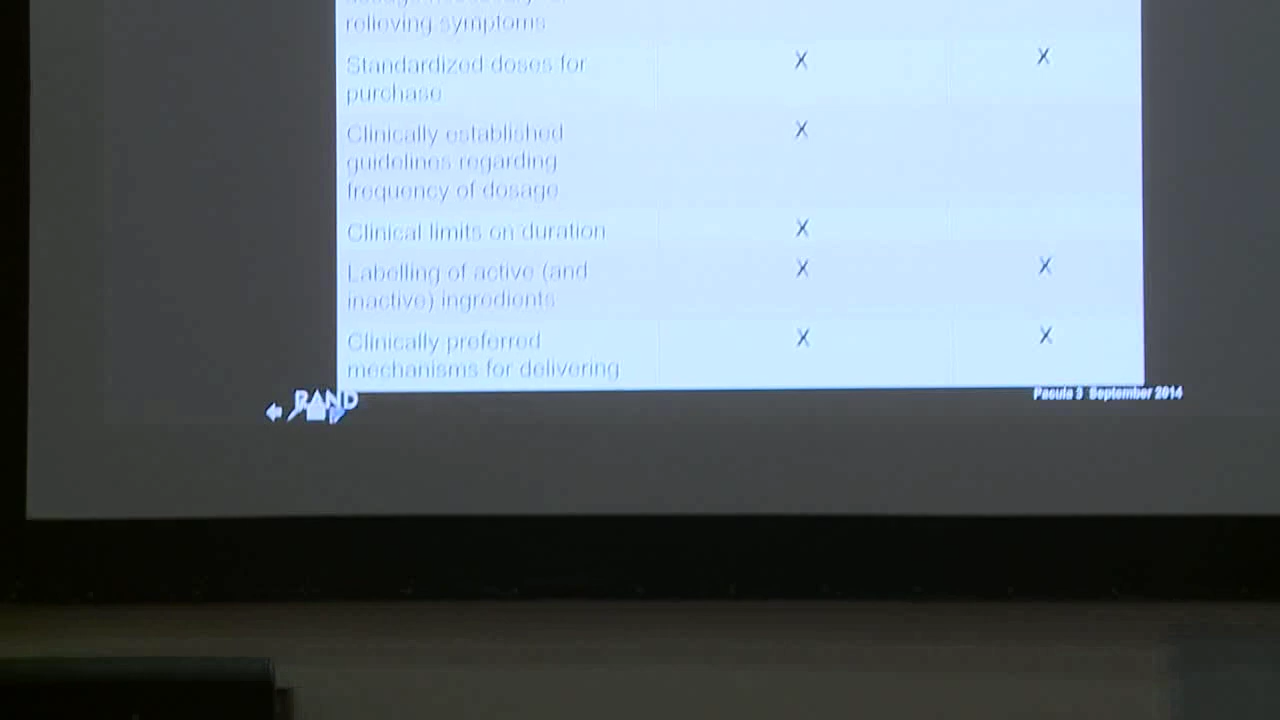 relieving symptoms
Standardized doses for X X
purchase
Clinically established X
guidelines regarding
frequency of dosage
Clinical limits on duration X
Labelling of active (and X X
inactive) ingredients
Clinically preferred X X
mechanisms for delivering
RAND
Pacula 3 September 2014